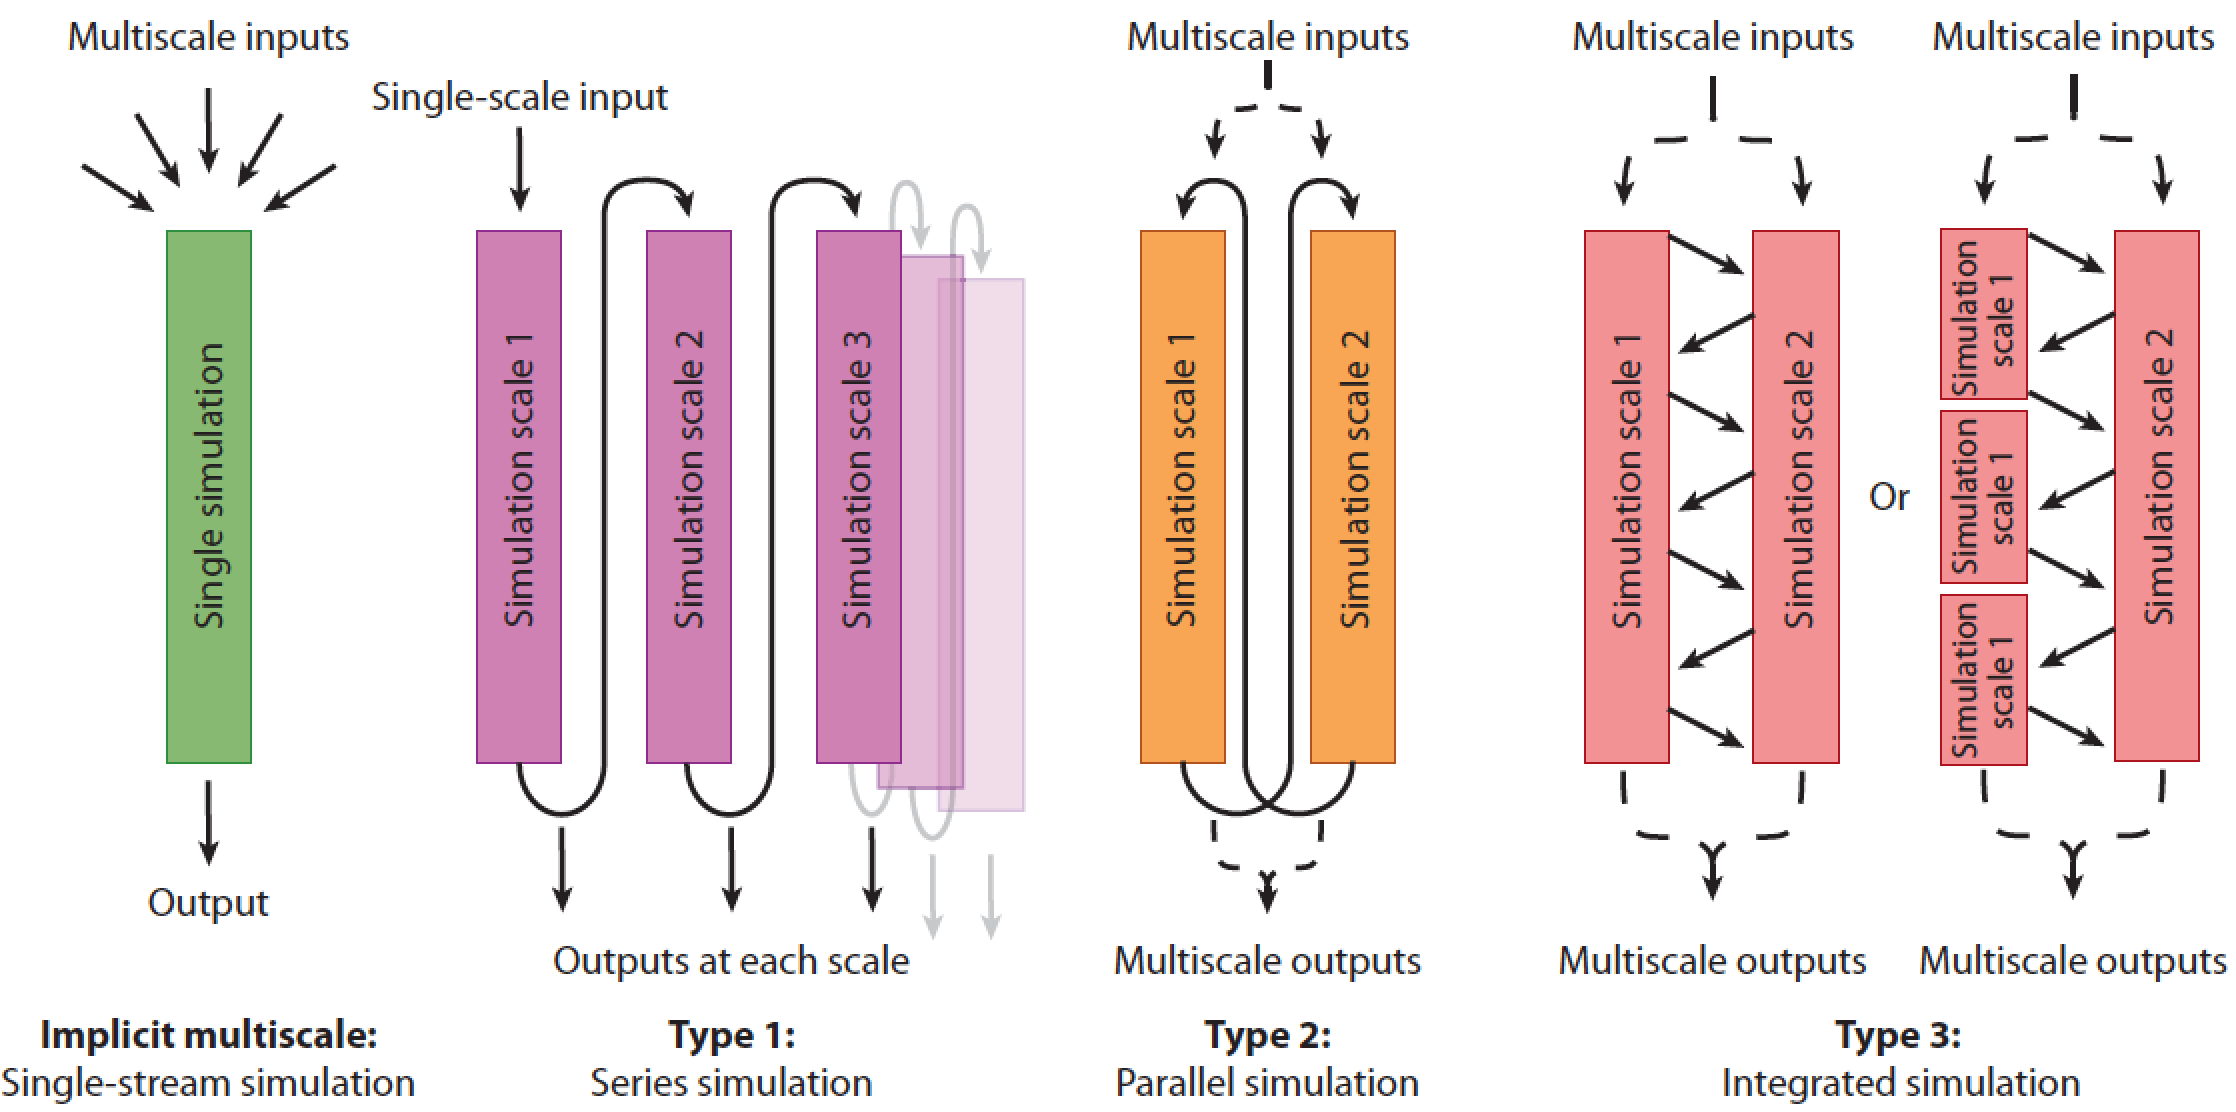 Multiscale inputs
Single simulation
Output
Implicit multiscale:
Single-stream simulation
Single-scale input
Simulation scale 1
Simulation scale 2
Simulation scale 3
Outputs at each scale
Type 1:
Series simulation
Multiscale inputs
Simulation scale 1
Simulation scale 2
Multiscale outputs
Type 2:
Parallel simulation
Multiscale inputs
Simulation scale 1
Simulation scale 2
Multiscale outputs
Or
Multiscale inputs
Simulation
scale 1
Simulation
scale 1
Simulation
scale 1
Simulation scale 2
Multiscale outputs
Type 3:
Integrated simulation